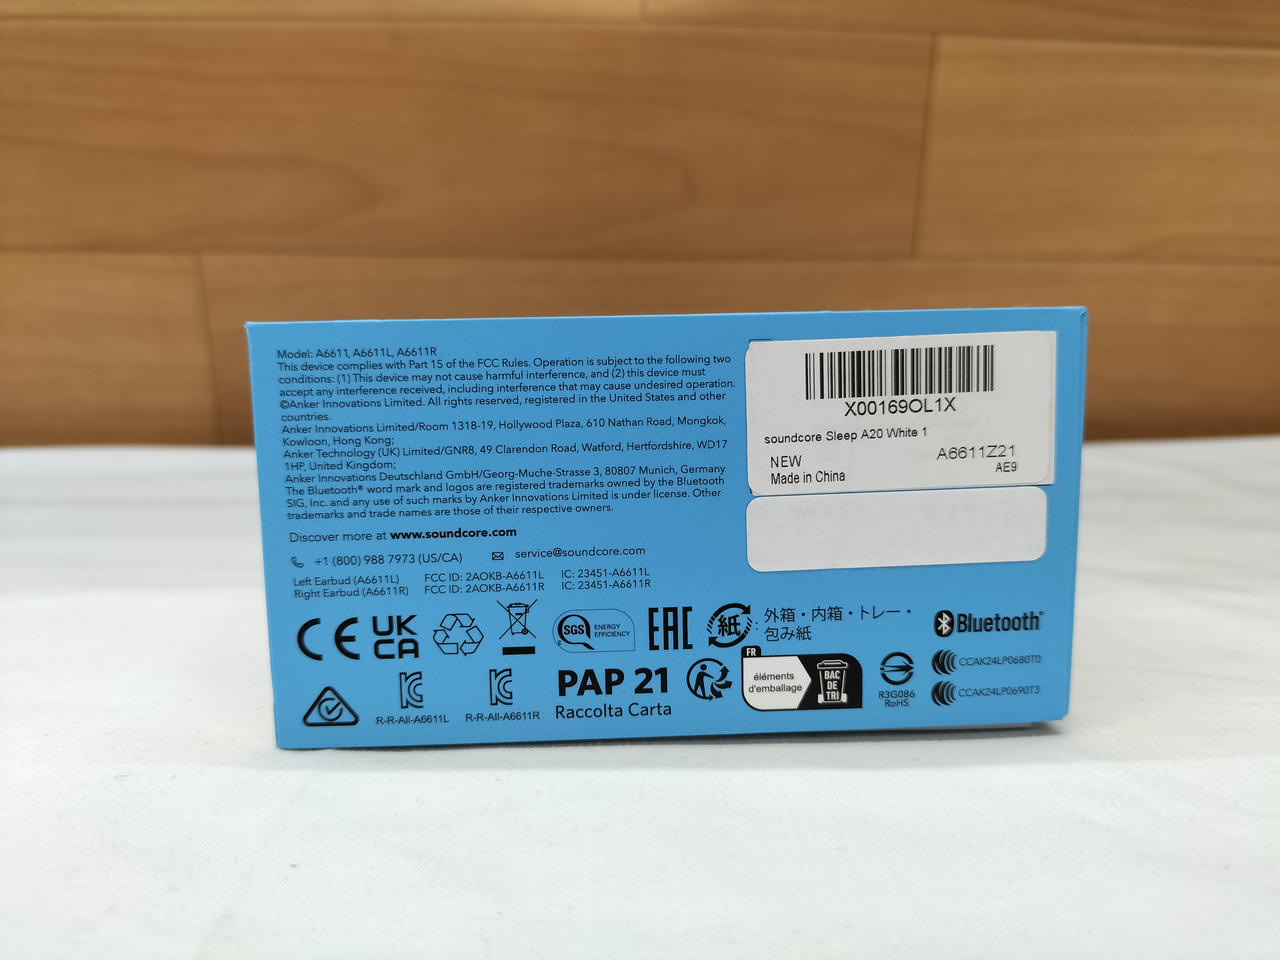 Model: A6611, A6611L, A6611R
This device complies with Part 15 of the FCC Rules. Operation is subject to the following two
conditions: (1) This device may not cause harmful interference, and (2) this device must
accept any interference received, including interference that may cause undesired operation.
©Anker Innovations Limited. All rights reserved, registered in the United States and other
countries.
Anker Innovations Limited/Room 1318-19, Hollywood Plaza, 610 Nathan Road, Mongkok,
Kowloon, Hong Kong;
Anker Technology (UK) Limited/GNR8, 49 Clarendon Road, Watford, Hertfordshire, WD17
1HP, United Kingdom;
Anker Innovations Deutschland GmbH/Georg-Muche-Strasse 3, 80807 Munich, Germany
The Bluetooth® word mark and logos are registered trademarks owned by the Bluetooth
SIG, Inc. and any use of such marks by Anker Innovations Limited is under license. Other
trademarks and trade names are those of their respective owners.
Discover more at www.soundcore.com
+1 (800) 988 7973 (US/CA) service@soundcore.com
Left Earbud (A6611L) FCC ID: 2AOKB-A6611L IC: 23451-A6611L
Right Earbud (A6611R) FCC ID: 2AOKB-A6611R IC: 23451-A6611R
X00169OL1X
soundcore Sleep A20 White 1
NEW A6611Z21
Made in China AE9
CE UK
CA
SGS ENERGY
EFFICIENCY
EAC
紙 : 外箱・内箱・トレー・
包み紙
Bluetooth®
R-R-All-A6611L
R-R-All-A6611R
PAP 21
Raccolta Carta
FR
éléments
d'emballage
BAC
DE
TRI
R3G086
RoHS
CCAK24LP0680T0
CCAK24LP0690T3